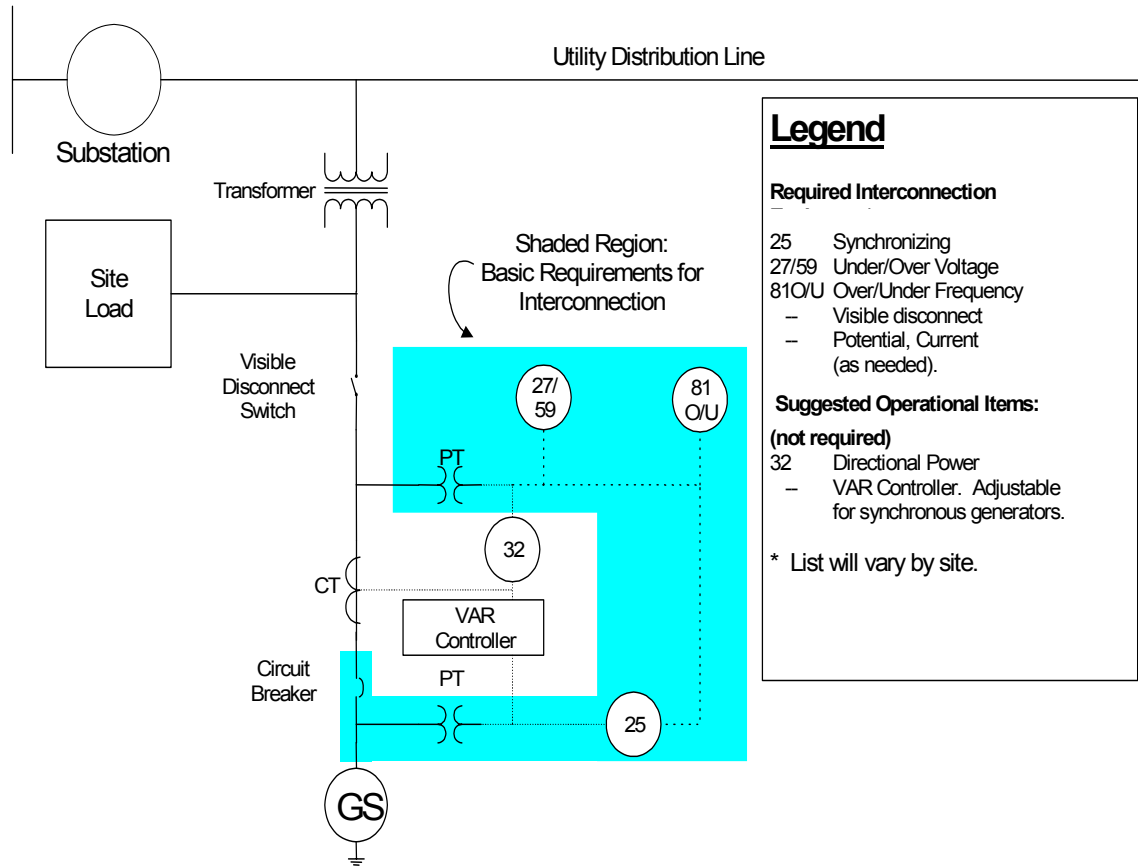 Utility Distribution Line
Substation
Transformer
Site
Load
Shaded Region:
Basic Requirements for
Interconnection
Visible
Disconnect
Switch
27/
59
81
O/U
PT
32
CT
VAR
Controller
Circuit
Breaker
PT
25
GS
Legend
Required Interconnection
25 Synchronizing
27/59 Under/Over Voltage
81O/U Over/Under Frequency
-- Visible disconnect
-- Potential, Current
(as needed).
Suggested Operational Items:
(not required)
32 Directional Power
-- VAR Controller. Adjustable
for synchronous generators.
* List will vary by site.